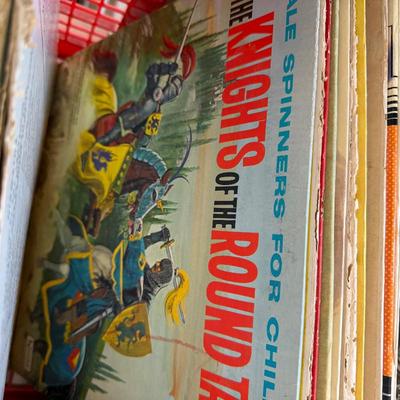 ALE SPINNERS FOR CHIL
THE KNIGHTS OF THE ROUND TA